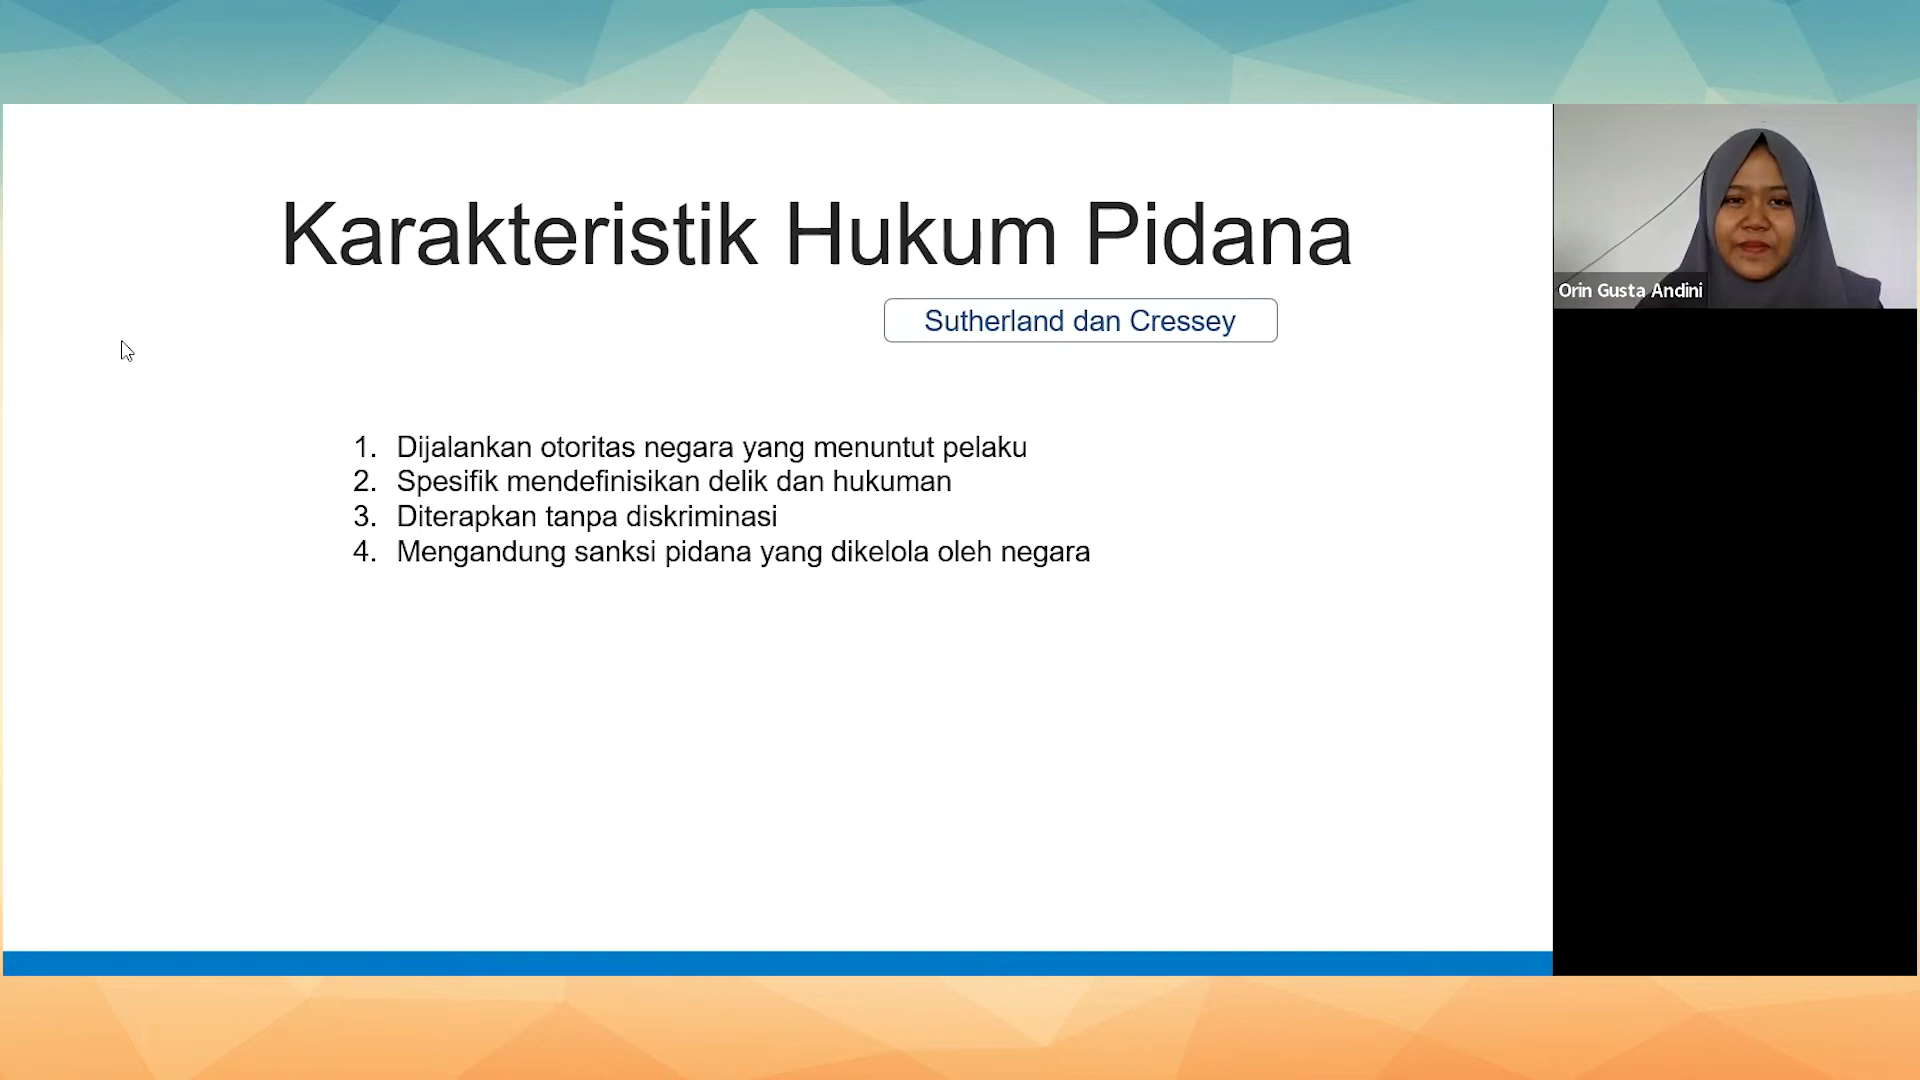 Karakteristik Hukum Pidana
Sutherland dan Cressey
1. Dijalankan otoritas negara yang menuntut pelaku
2. Spesifik mendefinisikan delik dan hukuman
3. Diterapkan tanpa diskriminasi
4. Mengandung sanksi pidana yang dikelola oleh negara
Orin Gusta Andini